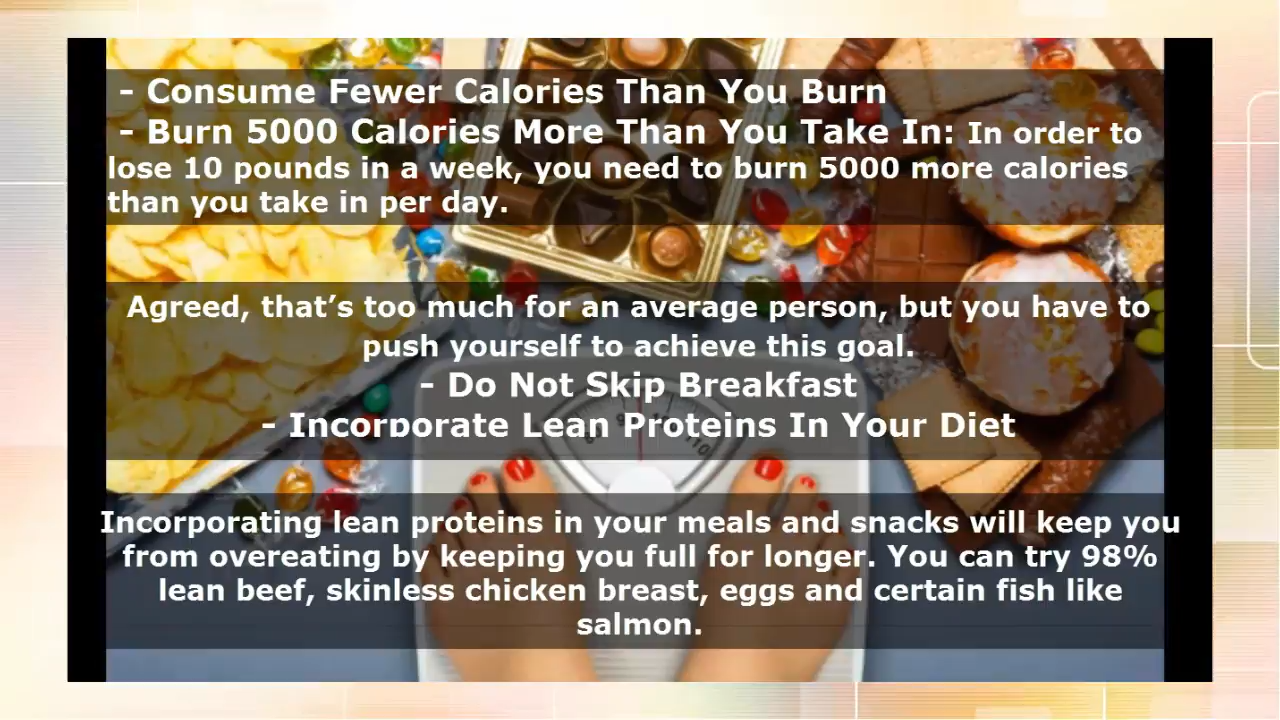 - Consume Fewer Calories Than You Burn
- Burn 5000 Calories More Than You Take In: In order to
lose 10 pounds in a week, you need to burn 5000 more calories
than you take in per day.
Agreed, that’s too much for an average person, but you have to
push yourself to achieve this goal.
- Do Not Skip Breakfast
- Incorporate Lean Proteins In Your Diet
110
Incorporating lean proteins in your meals and snacks will keep you
from overeating by keeping you full for longer. You can try 98%
lean beef, skinless chicken breast, eggs and certain fish like
salmon.